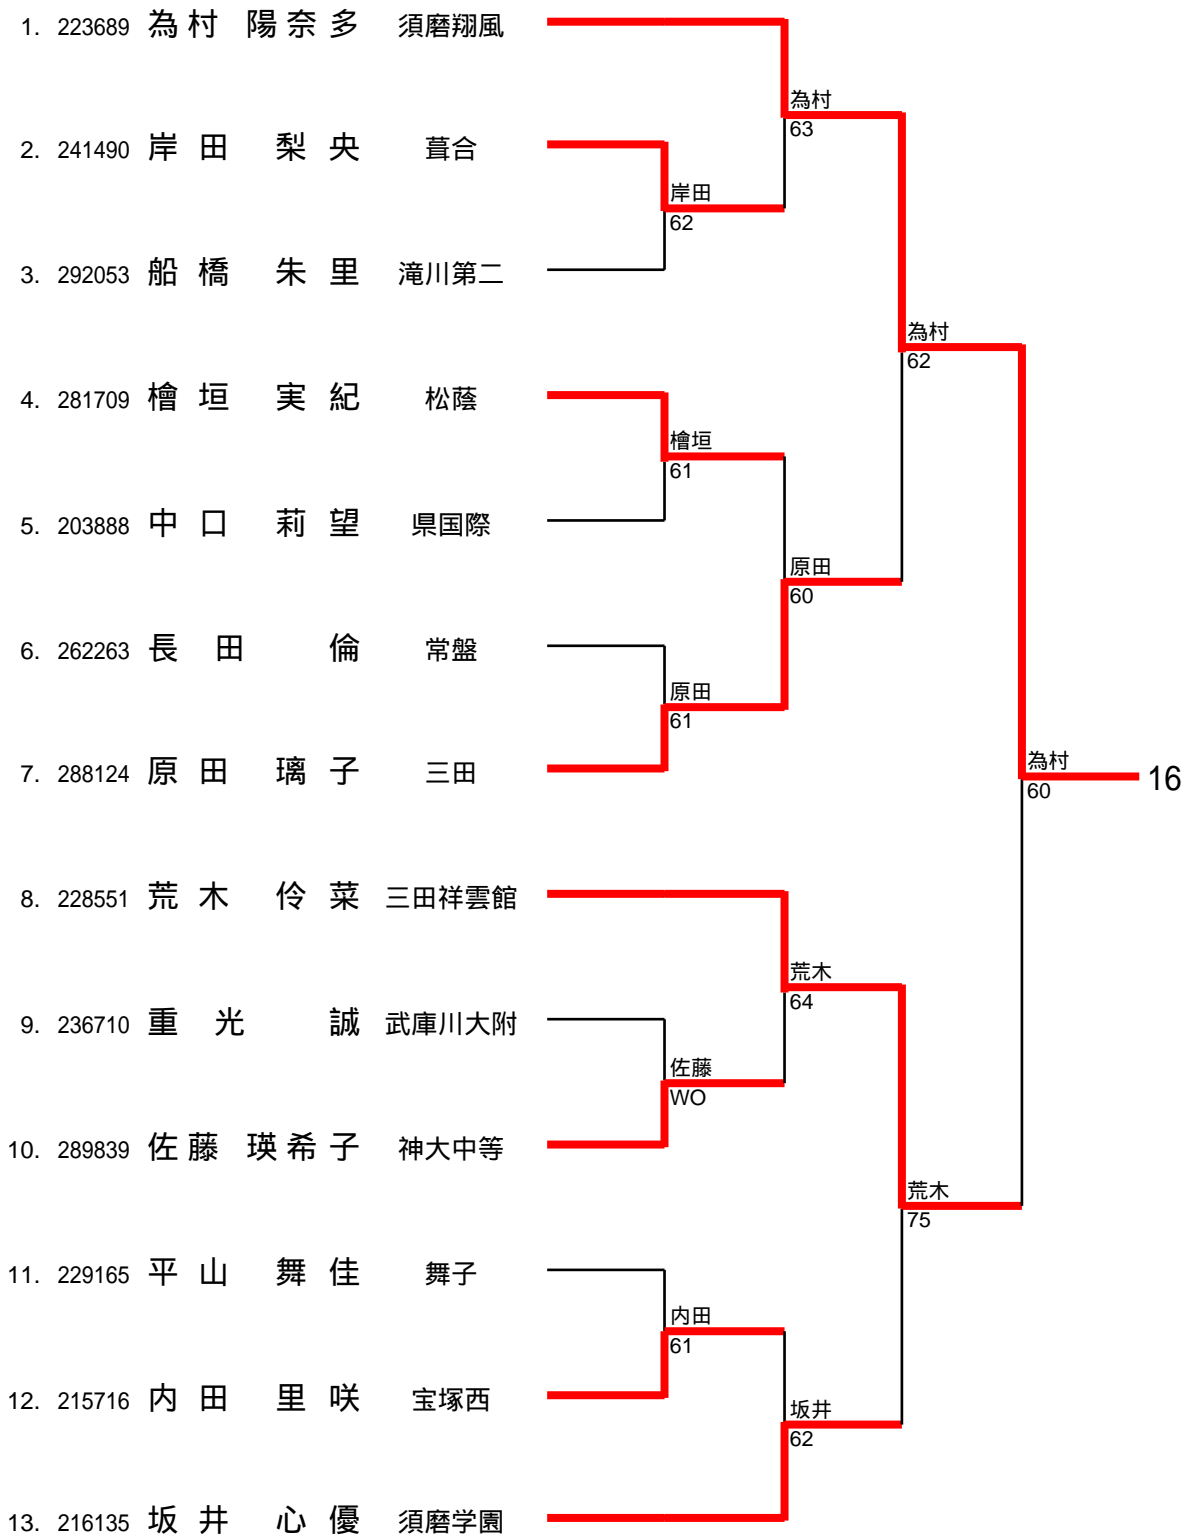 1. 223689 為村 陽奈多 須磨翔風
為村
63
2. 241490 岸田 梨央 葺合
岸田
62
3. 292053 船橋 朱里 滝川第二
為村
62
4. 281709 檜垣 実紀 松蔭
檜垣
61
5. 203888 中口 莉望 県国際
原田
60
6. 262263 長田 倫 常盤
原田
61
7. 288124 原田 璃子 三田
為村
60
16
8. 228551 荒木 伶菜 三田祥雲館
荒木
64
9. 236710 重光 誠 武庫川大附
佐藤
WO
10. 289839 佐藤 瑛希子 神大中等
荒木
75
11. 229165 平山 舞佳 舞子
内田
61
12. 215716 内田 里咲 宝塚西
坂井
62
13. 216135 坂井 心優 須磨学園